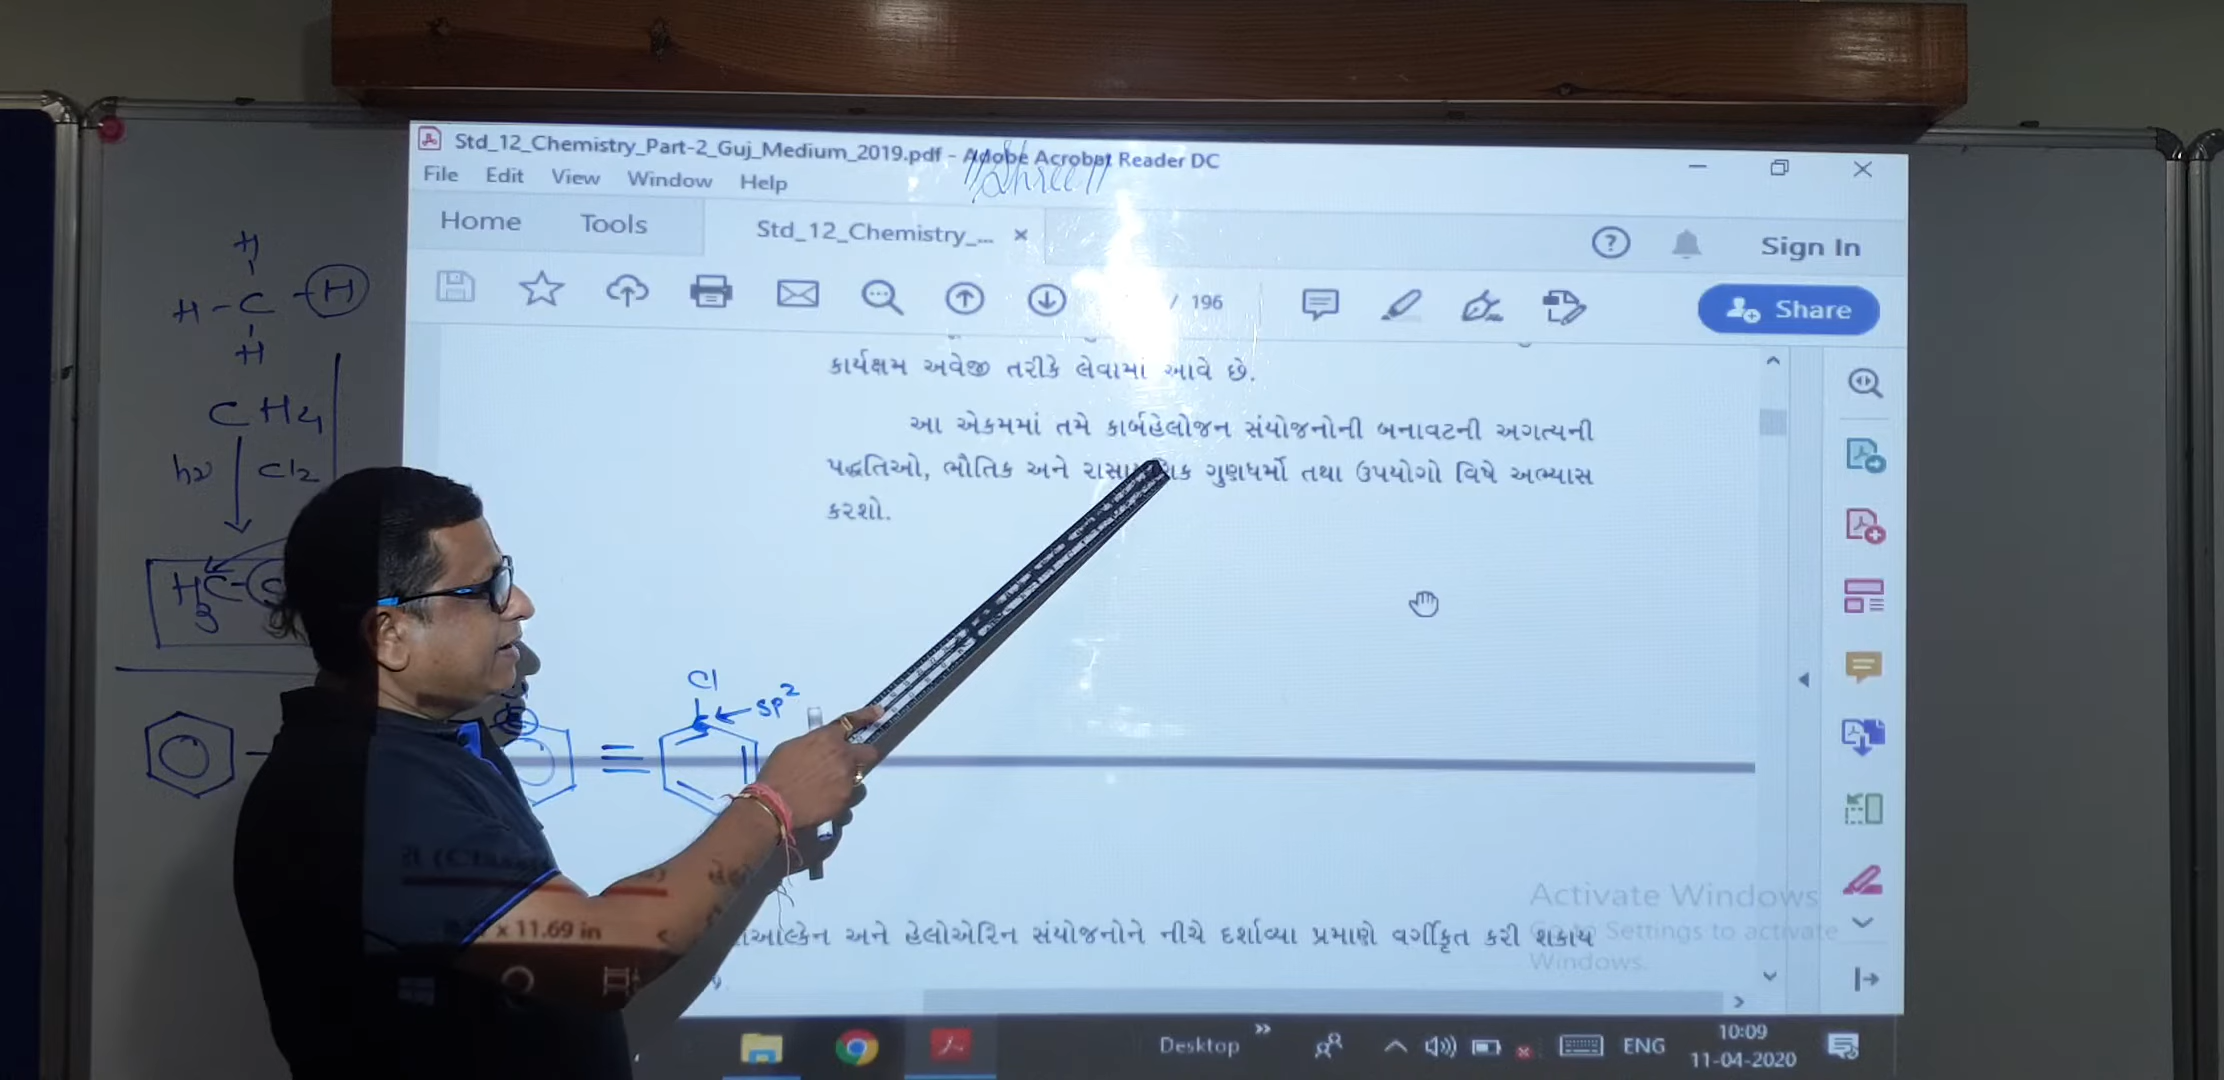 Std_12_Chemistry_Part-2_Guj_Medium_2019.pdf - Adobe Acrobat Reader DC
//Shree//
File Edit View Window Help
Home Tools Std_12_Chemistry_... × ? Sign In
/ 196 Share
કાર્યક્ષમ અવેજી તરીકે લેવામાં આવે છે.
આ એકમમાં તમે કાર્બહેલોજન સંયોજનોની બનાવટની અગત્યની
પદ્ધતિઓ, ભૌતિક અને ગુણધર્મો તથા ઉપયોગો વિષે અભ્યાસ
કરશો.
H
H - C - H
H
CH4
hν Cl2
H3C-
Cl
sp2
અને હેલોએરિન સંયોજનોને નીચે દર્શાવ્યા પ્રમાણે વર્ગીકૃત કરી શકાય
Activate Windows
Go to Settings to activate
Windows.
x 11.69 in
Desktop ENG 10:09
11-04-2020